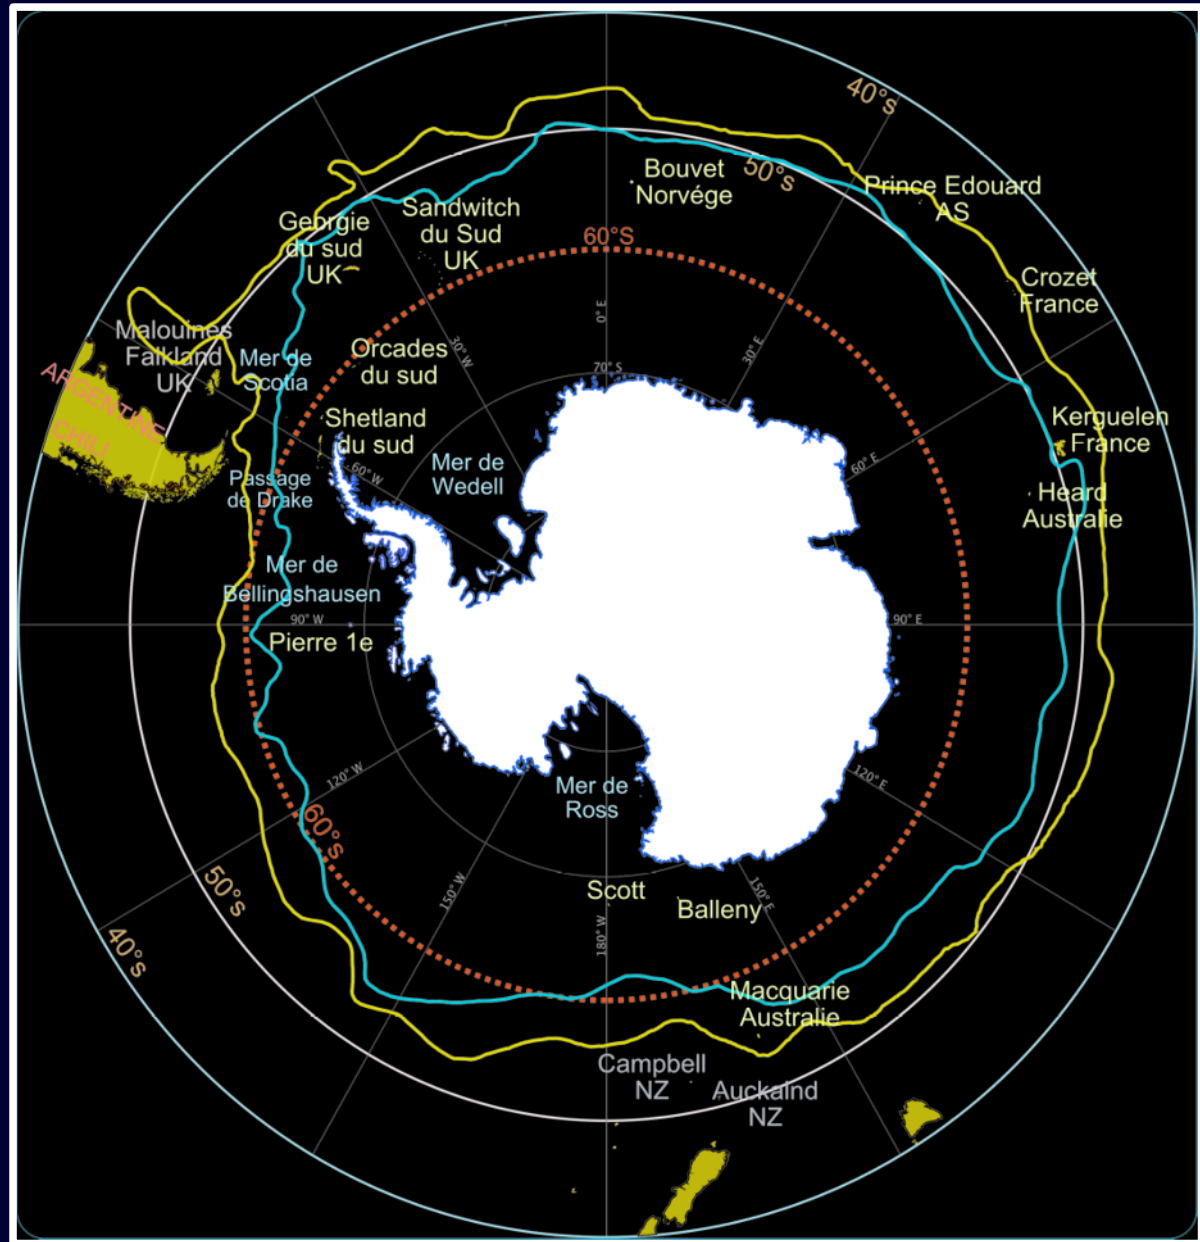 40°s
Bouvet
Norvége
50°s
Prince Edouard
AS
Sandwitch
du Sud
UK
Georgie
du sud
UK
60°S
Crozet
France
0° E
30° W
30° E
Malouines
Falkland
UK
Mer de
Scotia
Orcades
du sud
70° S
ARGENTINE
CHILI
Shetland
du sud
Kerguelen
France
60° W
Mer de
Wedell
60° E
Passage
de Drake
Heard
Australie
Mer de
Bellingshausen
90° W
90° E
Pierre 1e
120° W
120° E
Mer de
Ross
60°s
50°s
150° W
Scott
Balleny
150° E
40°s
180° W
Macquarie
Australie
Campbell
NZ
Auckalnd
NZ